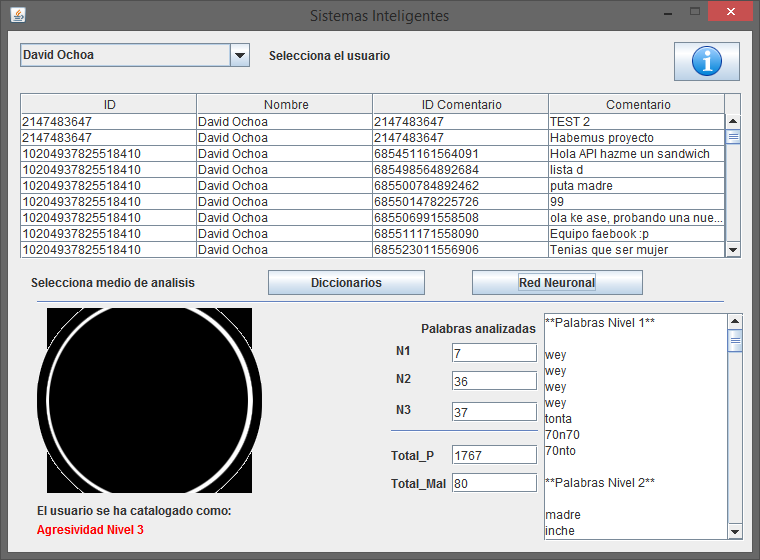 Sistemas Inteligentes
David Ochoa
Selecciona el usuario
ID Nombre ID Comentario Comentario
2147483647 David Ochoa 2147483647 TEST 2
2147483647 David Ochoa 2147483647 Habemus proyecto
10204937825518410 David Ochoa 685451161564091 Hola API hazme un sandwich
10204937825518410 David Ochoa 685498564892684 lista d
10204937825518410 David Ochoa 685500784892462 puta madre
10204937825518410 David Ochoa 685501478225726 99
10204937825518410 David Ochoa 685506991558508 ola ke ase, probando una nue...
10204937825518410 David Ochoa 685511171558090 Equipo faebook :p
10204937825518410 David Ochoa 685523011556906 Tenias que ser mujer
Selecciona medio de analisis
Diccionarios
Red Neuronal
Palabras analizadas
N1 7
N2 36
N3 37
Total_P 1767
Total_Mal 80
**Palabras Nivel 1**
wey
wey
wey
wey
tonta
70n70
70nto
**Palabras Nivel 2**
madre
inche
El usuario se ha catalogado como:
Agresividad Nivel 3